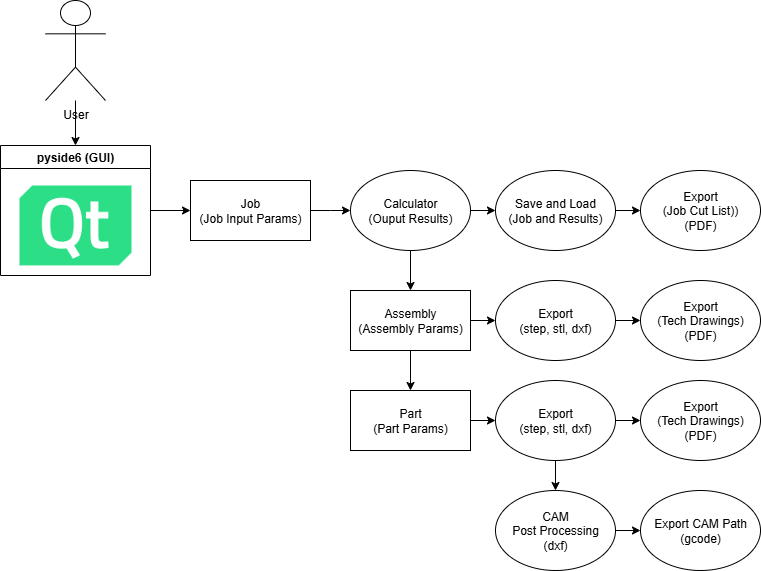 User
pyside6 (GUI)
Qt
Job
(Job Input Params)
Calculator
(Ouput Results)
Save and Load
(Job and Results)
Export
(Job Cut List))
(PDF)
Assembly
(Assembly Params)
Export
(step, stl, dxf)
Export
(Tech Drawings)
(PDF)
Part
(Part Params)
Export
(step, stl, dxf)
Export
(Tech Drawings)
(PDF)
CAM
Post Processing
(dxf)
Export CAM Path
(gcode)